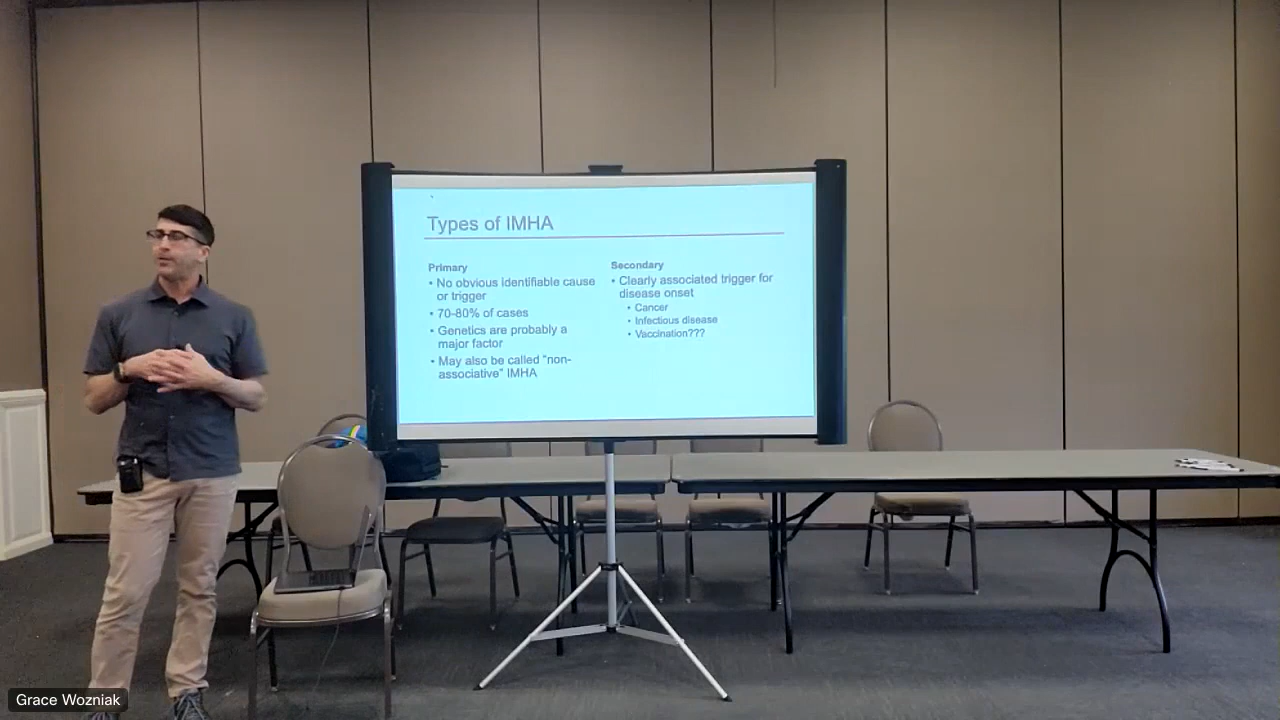 Types of IMHA
Primary
• No obvious identifiable cause
or trigger
• 70-80% of cases
• Genetics are probably a
major factor
• May also be called "non-
associative" IMHA
Secondary
• Clearly associated trigger for
disease onset
• Cancer
• Infectious disease
• Vaccination???
Grace Wozniak